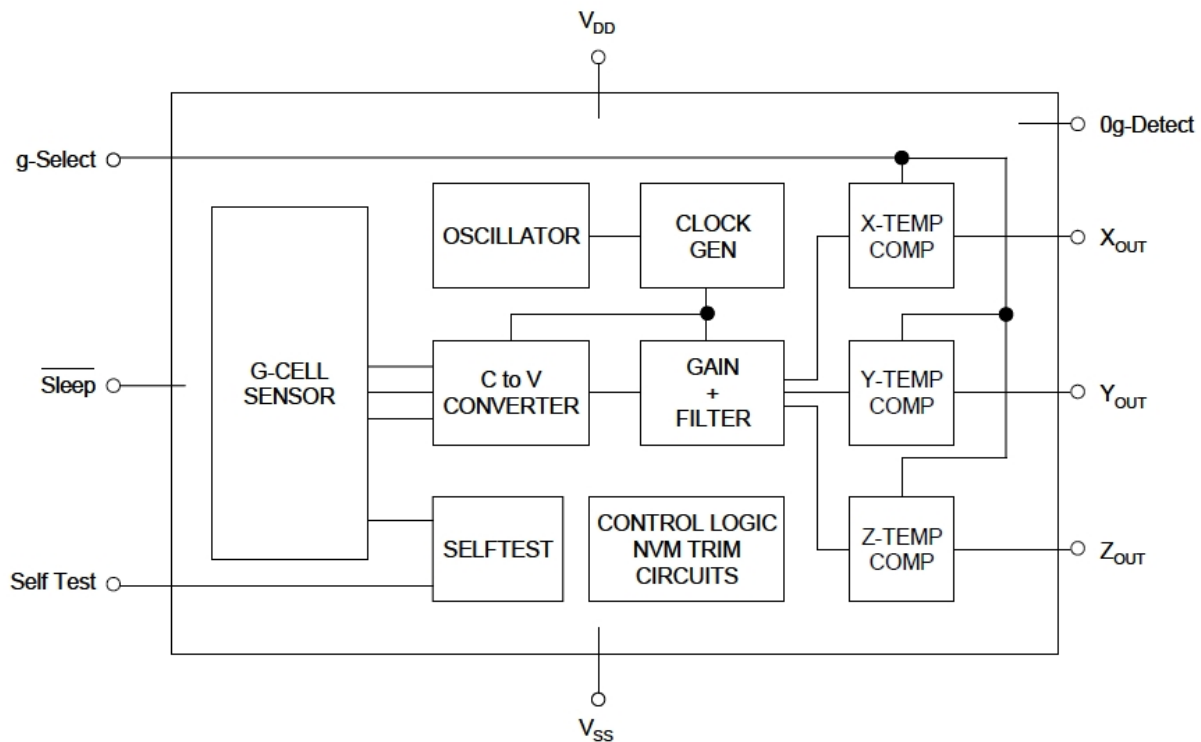 VDD
0g-Detect
g-Select
OSCILLATOR
CLOCK
GEN
X-TEMP
COMP
XOUT
Sleep
G-CELL
SENSOR
C to V
CONVERTER
GAIN
+
FILTER
Y-TEMP
COMP
YOUT
SELFTEST
CONTROL LOGIC
NVM TRIM
CIRCUITS
Z-TEMP
COMP
ZOUT
Self Test
VSS